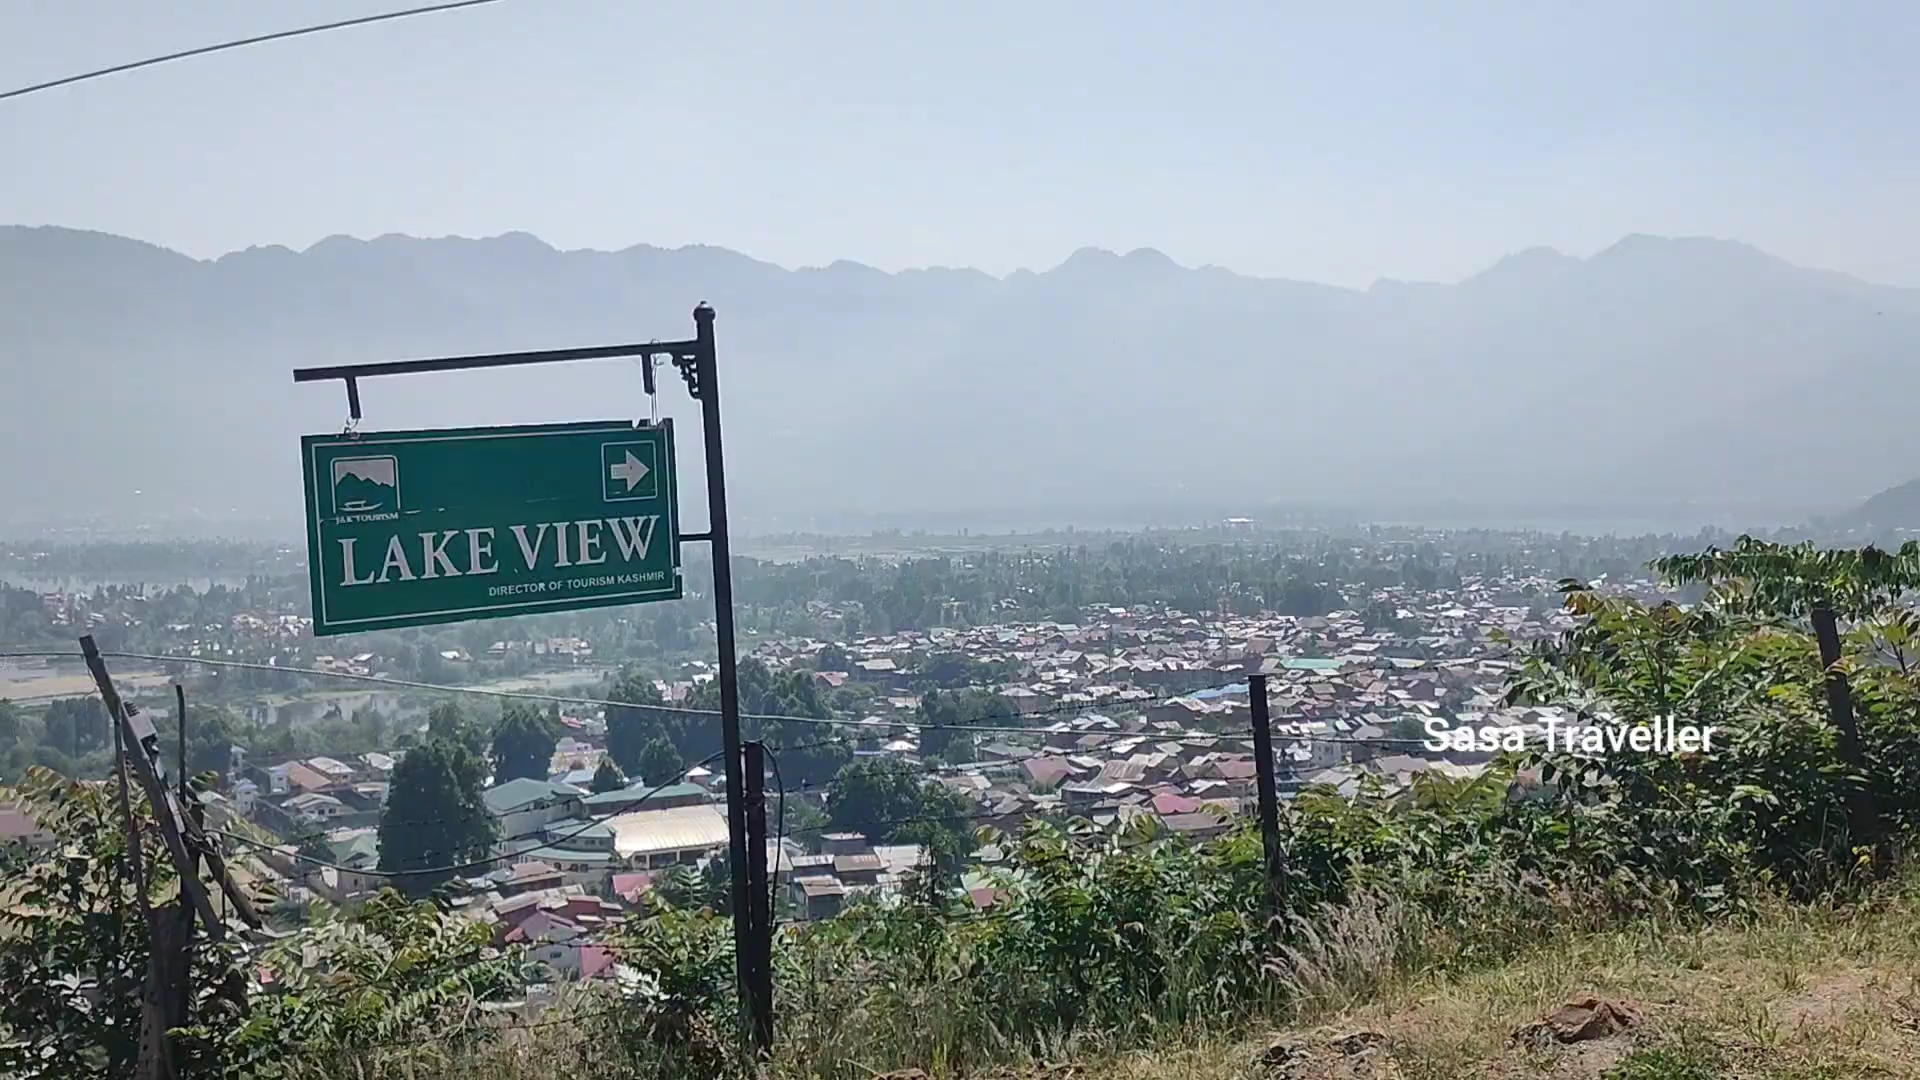 J&K TOURISM
LAKE VIEW
DIRECTOR OF TOURISM KASHMIR
Sasa Traveller